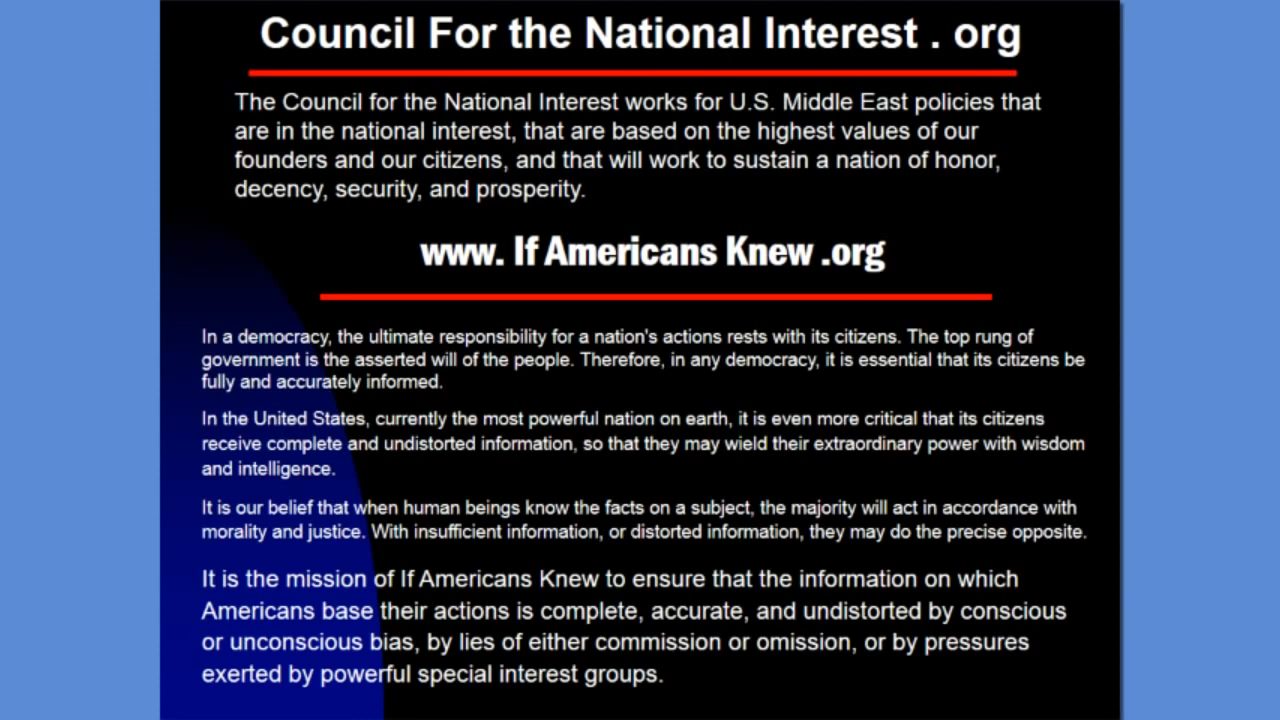 Council For the National Interest . org
The Council for the National Interest works for U.S. Middle East policies that
are in the national interest, that are based on the highest values of our
founders and our citizens, and that will work to sustain a nation of honor,
decency, security, and prosperity.
www. If Americans Knew .org
In a democracy, the ultimate responsibility for a nation's actions rests with its citizens. The top rung of
government is the asserted will of the people. Therefore, in any democracy, it is essential that its citizens be
fully and accurately informed.
In the United States, currently the most powerful nation on earth, it is even more critical that its citizens
receive complete and undistorted information, so that they may wield their extraordinary power with wisdom
and intelligence.
It is our belief that when human beings know the facts on a subject, the majority will act in accordance with
morality and justice. With insufficient information, or distorted information, they may do the precise opposite.
It is the mission of If Americans Knew to ensure that the information on which
Americans base their actions is complete, accurate, and undistorted by conscious
or unconscious bias, by lies of either commission or omission, or by pressures
exerted by powerful special interest groups.